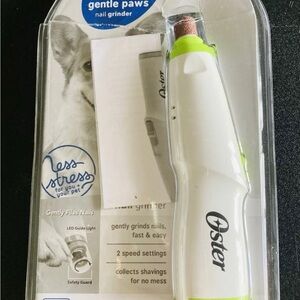 gentle paws
nail grinder
Oster
less
stress
for you +
your pet
Gently Files Nails
LED Guide Light
Safety Guard
nail grinder
gently grinds nails,
fast & easy
2 speed settings
collects shavings
for no mess
Oster